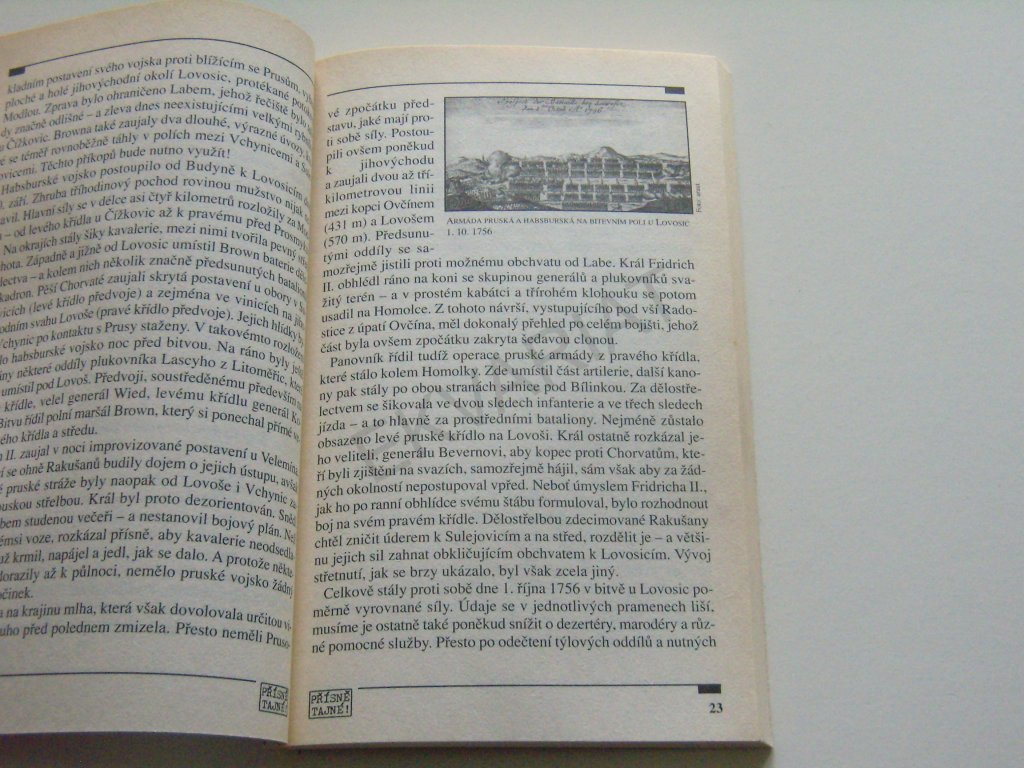 kladním postavení svého vojska proti blížícím se Prusům,
ploché a holé jihovýchodní okolí Lovosic, protékané
Modlou. Zprava bylo ohraničeno Labem, jehož řečiště bylo
dy značně odlišné – a zleva dnes neexistujícími velkými
u Čížkovic. Browna také zaujaly dva dlouhé, výrazné úvozy,
é se téměř rovnoběžně táhly v polích mezi Vchynicemi a
ovicemi. Těchto příkopů bude nutno využít!
Habsburské vojsko postoupilo od Budyně k Lovosicím
září. Zhruba tříhodinový pochod rovinou mužstvo nijak
avil. Hlavní síly se v délce asi čtyř kilometrů rozložily za
– od levého křídla u Čížkovic až k pravému před
Na okrajích stály šiky kavalerie, mezi nimi tvořila pevný
hota. Západně a jižně od Lovosic umístil Brown baterie
lectva – a kolem nich několik značně předsunutých
kadron. Pěší Chorvaté zaujali skrytá postavení u obory v
vicích (levé křídlo předvoje) a zejména ve vinicích na
odním svahu Lovoše (pravé křídlo předvoje). Jejich hlídky
Vchynic po kontaktu s Prusy staženy. V takovémto
lo habsburské vojsko noc před bitvou. Na ráno byly
ány některé oddíly plukovníka Lascyho z Litoměřic,
umístil pod Lovoš. Předvoji, soustředěnému především
křídle, velel generál Wied, levému křídlu generál
Bitvu řídil polní maršál Brown, který si ponechal přímé
ého křídla a středu.
II. zaujal v noci improvizované postavení u Velemína
í se ohně Rakušanů budily dojem o jejich ústupu,
é pruské stráže byly naopak od Lovoše i Vchynic
ouskou střelbou. Král byl proto dezorientován. Snědl
bem studenou večeři – a nestanovil bojový plán.
émsi voze, rozkázal přísně, aby kavalerie neodsedla
už krmil, napájel a jedl, jak se dalo. A protože
dorazily až k půlnoci, nemělo pruské vojsko žádný
činek.
a na krajinu mlha, která však dovolovala určitou
uho před polednem zmizela. Přesto neměli
PŘÍSNĚ
TAJNÉ!
vé zpočátku před-
stavu, jaké mají pro-
ti sobě síly. Postou-
pili ovšem poněkud
k jihovýchodu
a zaujali dva až tří-
kilometrovou linii
mezi kopci Ovčínem
(431 m) a Lovošem
(570 m). Předsunu-
tými oddíly se sa-
ARMÁDA PRUSKÁ A HABSBURSKÁ NA BITEVNÍM POLI U LOVOSIC
1. 10. 1756
mozřejmě jistili proti možnému obchvatu od Labe. Král Fridrich
II. obhlédl ráno na koni se skupinou generálů a plukovníků sva-
žitý terén – a v prostém kabátci a třírohém klobouku se potom
usadil na Homolce. Z tohoto návrší, vystupujícího pod vší Rado-
stice z úpatí Ovčína, měl dokonalý přehled po celém bojišti, jehož
část byla ovšem zpočátku zakryta šedavou clonou.
Panovník řídil tudíž operace pruské armády z pravého křídla,
které stálo kolem Homolky. Zde umístil část artilerie, další kano-
ny pak stály po obou stranách silnice pod Bílinkou. Za dělostře-
lectvem se šikovala ve dvou sledech infanterie a ve třech sledech
jízda – a to hlavně za prostředními bataliony. Nejméně zůstalo
obsazeno levé pruské křídlo na Lovoši. Král ostatně rozkázal je-
ho veliteli, generálu Bevernovi, aby kopec proti Chorvatům, kte-
ří byli zjištěni na svazích, samozřejmě hájil, sám však aby za žád-
ných okolností nepostupoval vpřed. Neboť úmyslem Fridricha II.,
jak ho po ranní obhlídce svému štábu formuloval, bylo rozhodnout
boj na svém pravém křídle. Dělostřelbou zdecimované Rakušany
chtěl zničit úderem k Sulejovicím a na střed, rozdělit je – a větši-
nu jejich sil zahnat obkličujícím obchvatem k Lovosicím. Vývoj
střetnutí, jak se brzy ukázalo, byl však zcela jiný.
Celkově stály proti sobě dne 1. října 1756 v bitvě u Lovosic po-
měrně vyrovnané síly. Údaje se v jednotlivých pramenech liší,
musíme je ostatně také poněkud snížit o dezertéry, marodéry a růz-
né pomocné služby. Přesto po odečtení týlových oddílů a nutných
PŘÍSNĚ
TAJNÉ!
23